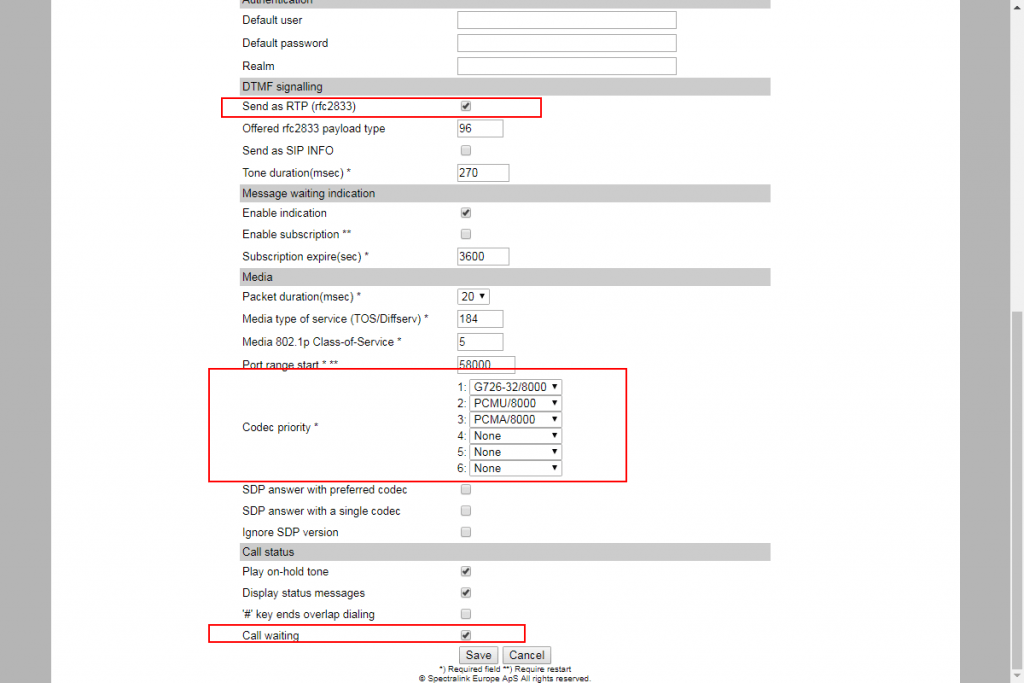 Authentication
Default user
Default password
Realm
DTMF signalling
Send as RTP (rfc2833)
Offered rfc2833 payload type 96
Send as SIP INFO
Tone duration(msec) * 270
Message waiting indication
Enable indication
Enable subscription **
Subscription expire(sec) * 3600
Media
Packet duration(msec) * 20
Media type of service (TOS/Diffserv) * 184
Media 802.1p Class-of-Service * 5
Port range start * ** 58000
Codec priority *
1: G726-32/8000
2: PCMU/8000
3: PCMA/8000
4: None
5: None
6: None
SDP answer with preferred codec
SDP answer with a single codec
Ignore SDP version
Call status
Play on-hold tone
Display status messages
'#' key ends overlap dialing
Call waiting
Save Cancel
*) Required field **) Require restart
© Spectralink Europe ApS All rights reserved.